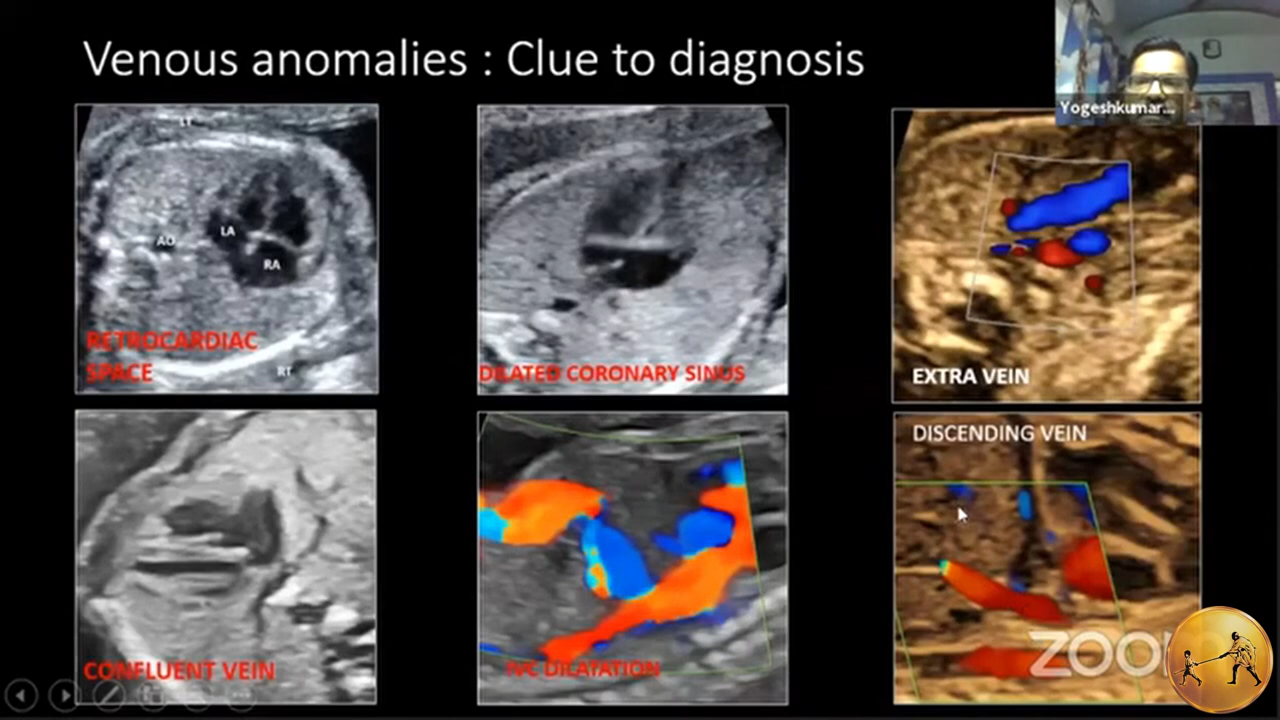 Venous anomalies : Clue to diagnosis
Yogeshkumar...
LT
AO
LA
RA
RETROCARDIAC
SPACE
RT
DILATED CORONARY SINUS
EXTRA VEIN
CONFLUENT VEIN
IVC DILATATION
DISCENDING VEIN